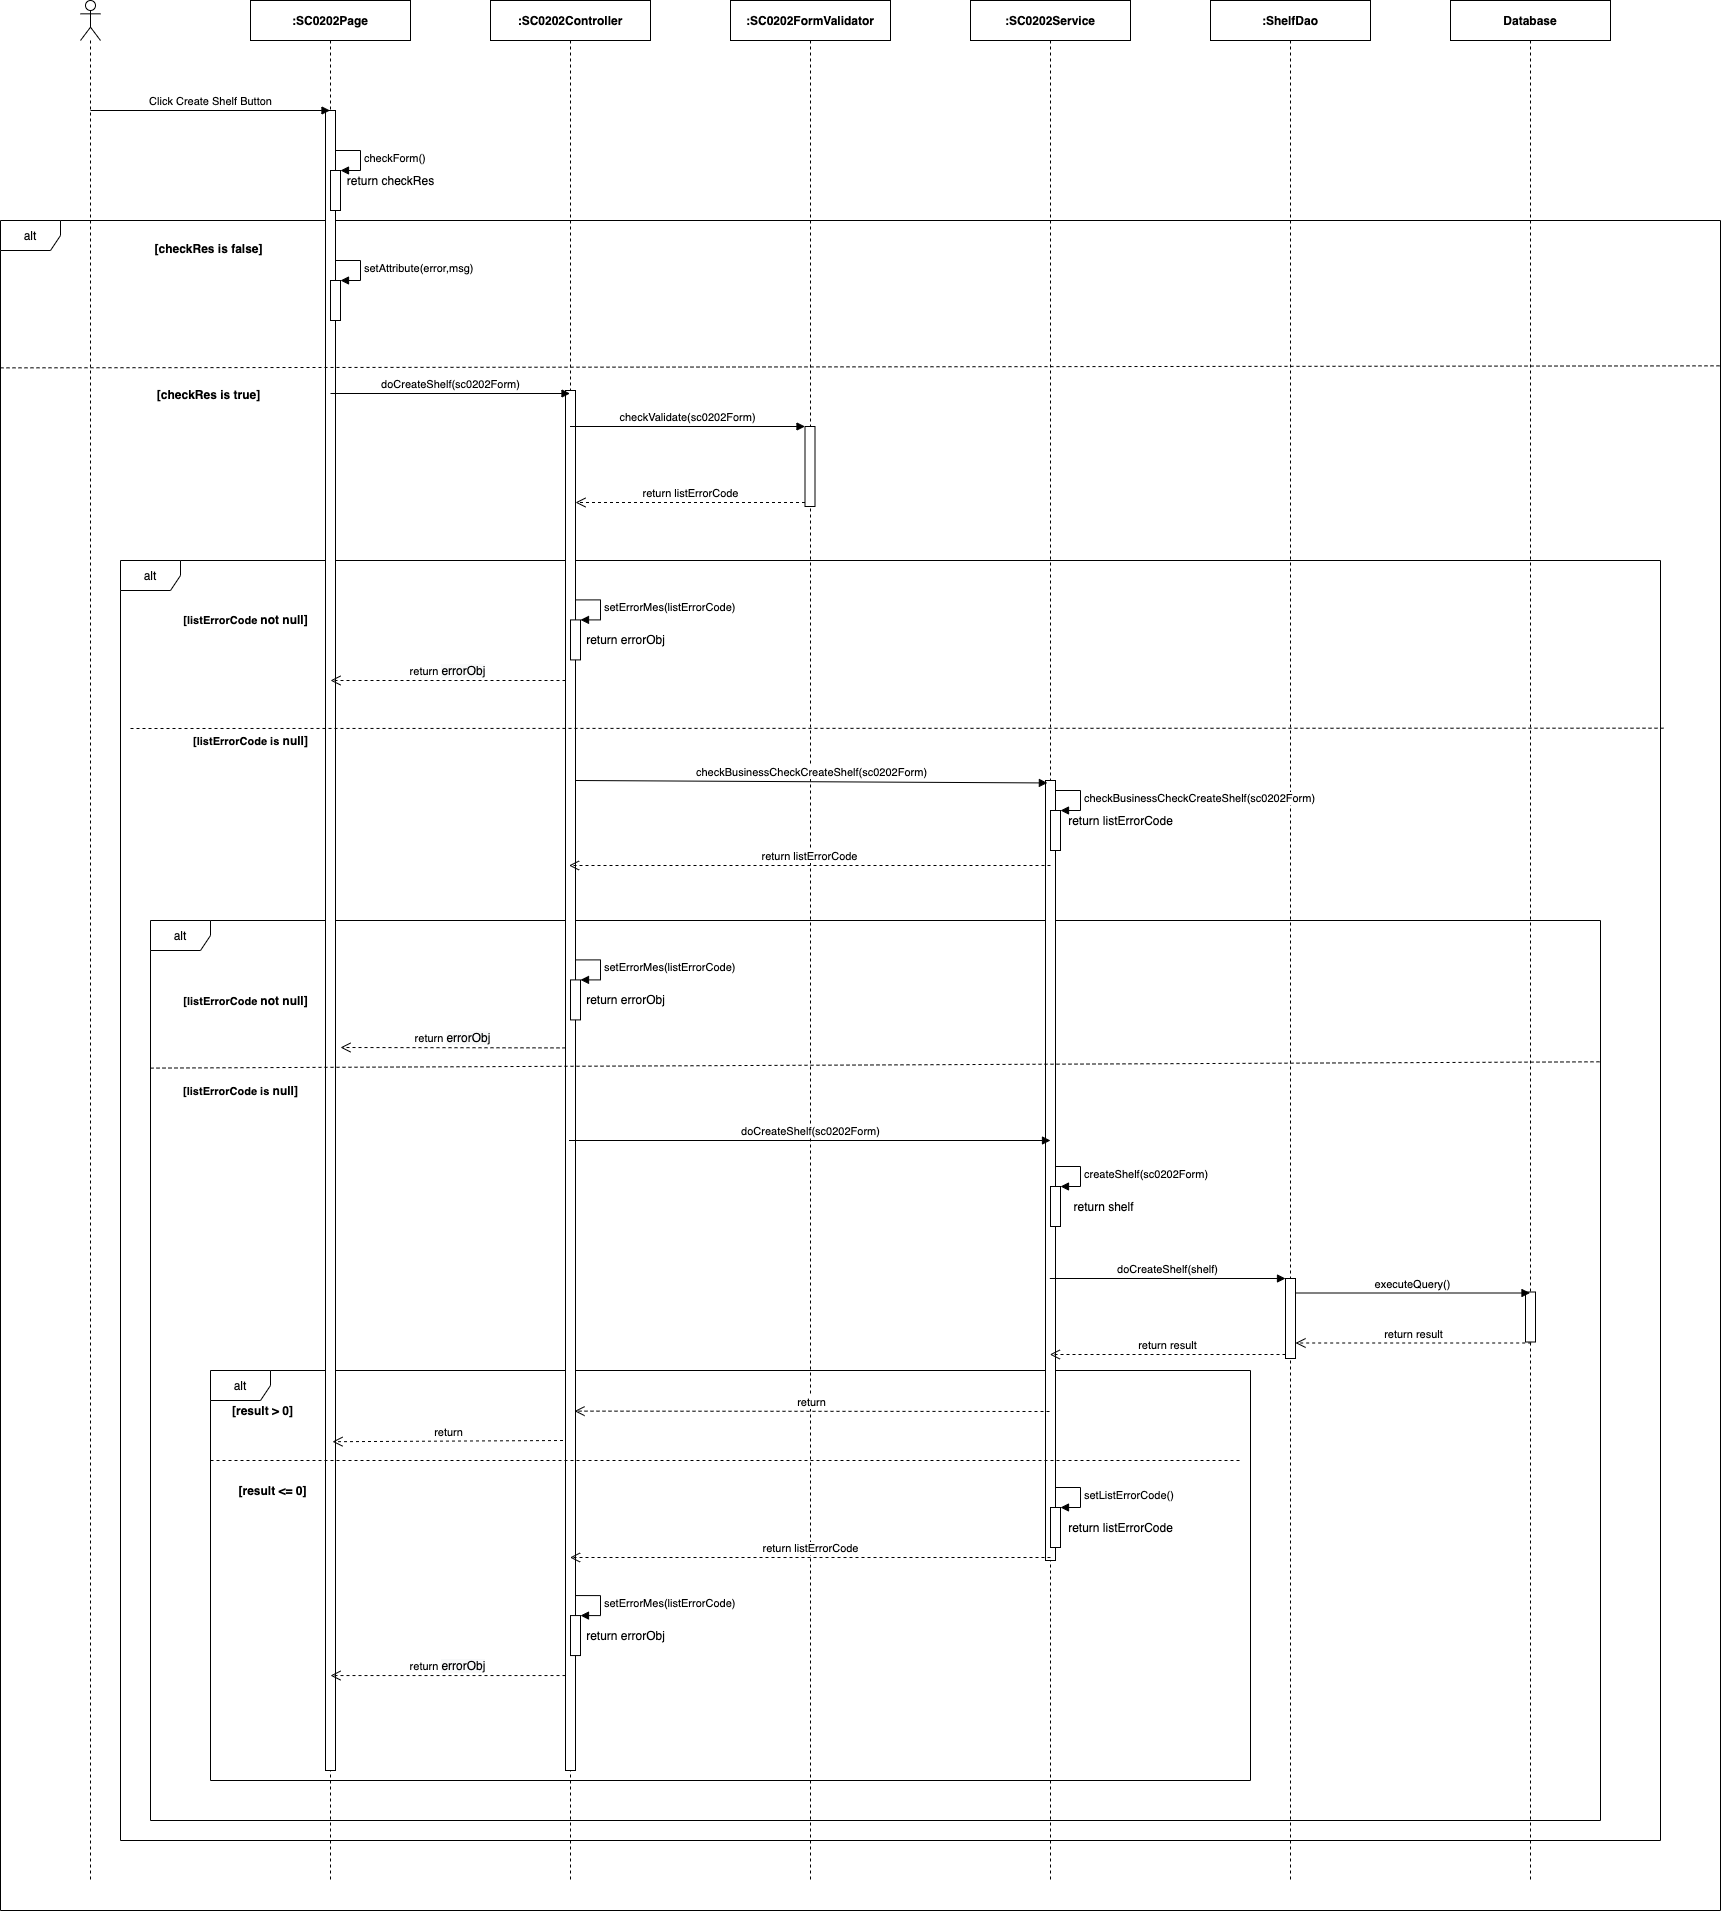 :SC0202Page
:SC0202Controller
:SC0202FormValidator
:SC0202Service
:ShelfDao
Database
Click Create Shelf Button
checkForm()
return checkRes
alt
[checkRes is false]
setAttribute(error,msg)
[checkRes is true]
doCreateShelf(sc0202Form)
checkValidate(sc0202Form)
return listErrorCode
alt
setErrorMes(listErrorCode)
[listErrorCode not null]
return errorObj
return errorObj
[listErrorCode is null]
checkBusinessCheckCreateShelf(sc0202Form)
checkBusinessCheckCreateShelf(sc0202Form)
return listErrorCode
return listErrorCode
alt
setErrorMes(listErrorCode)
[listErrorCode not null]
return errorObj
return errorObj
[listErrorCode is null]
doCreateShelf(sc0202Form)
createShelf(sc0202Form)
return shelf
doCreateShelf(shelf)
executeQuery()
return result
return result
alt
return
[result > 0]
return
[result <= 0]
setListErrorCode()
return listErrorCode
return listErrorCode
setErrorMes(listErrorCode)
return errorObj
return errorObj